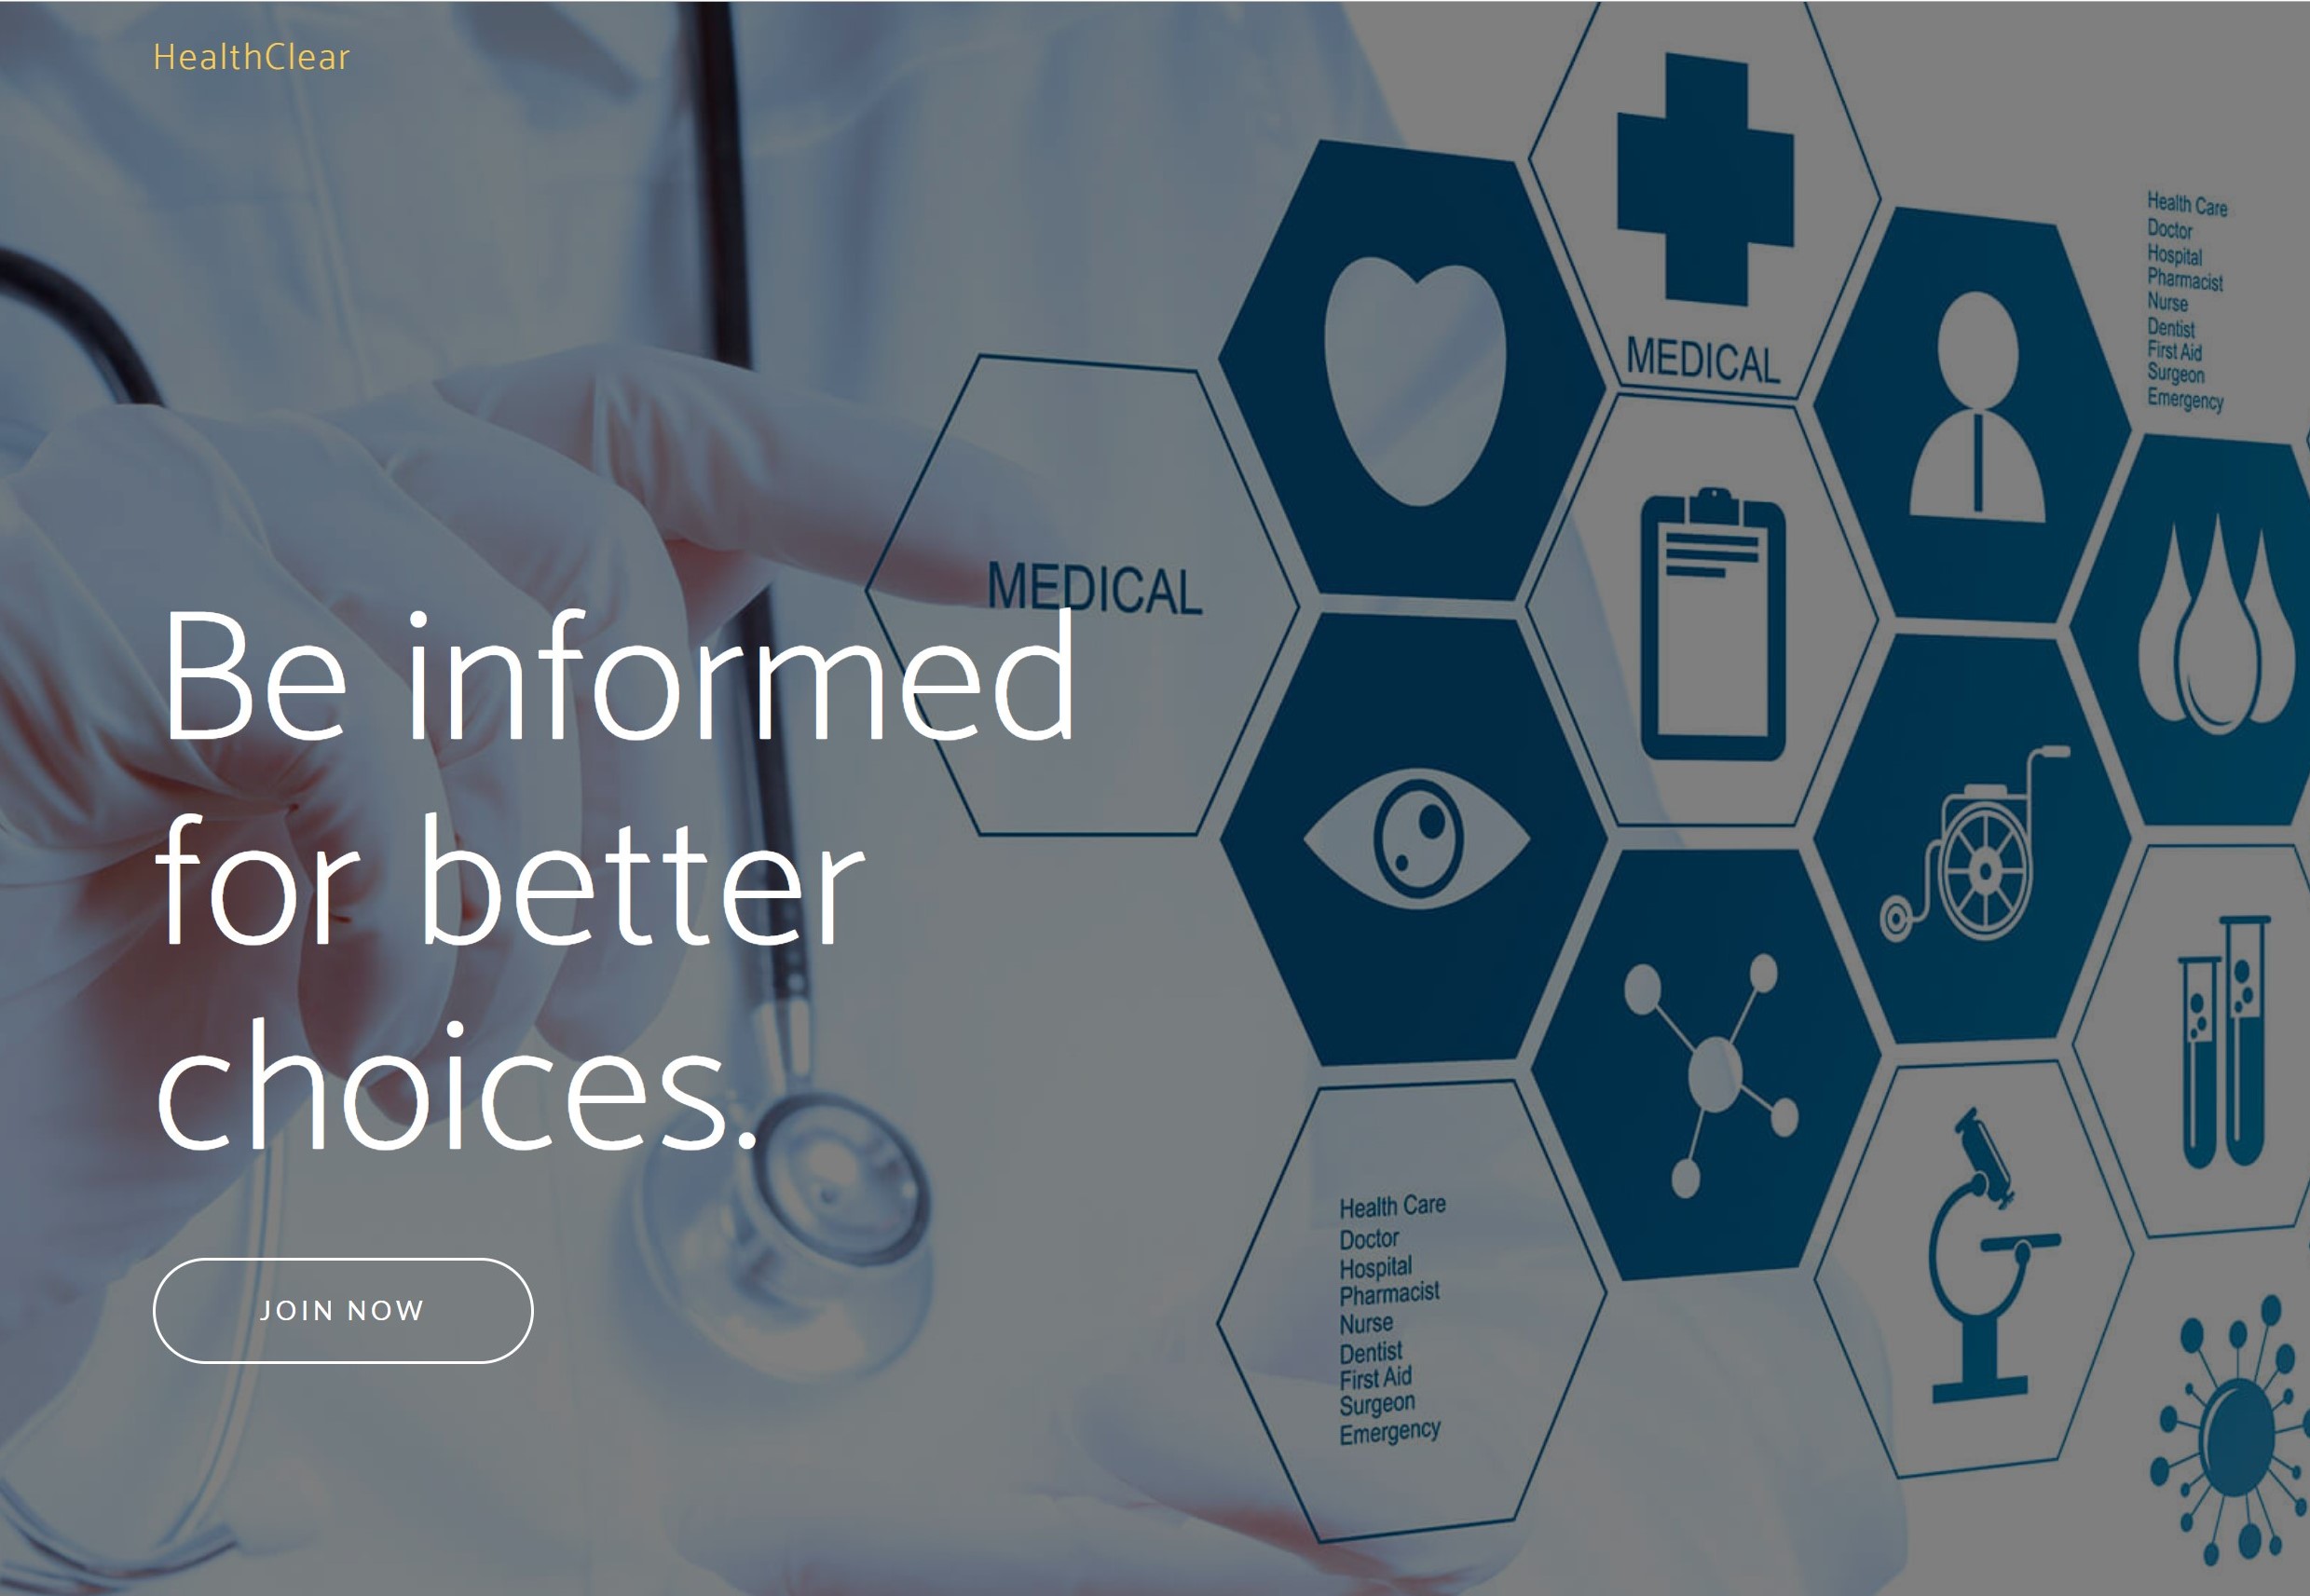 HealthClear
MEDICAL
Health Care
Doctor
Hospital
Pharmacist
Nurse
Dentist
First Aid
Surgeon
Emergency
MEDICAL
Be informed
for better
choices.
JOIN NOW
Health Care
Doctor
Hospital
Pharmacist
Nurse
Dentist
First Aid
Surgeon
Emergency